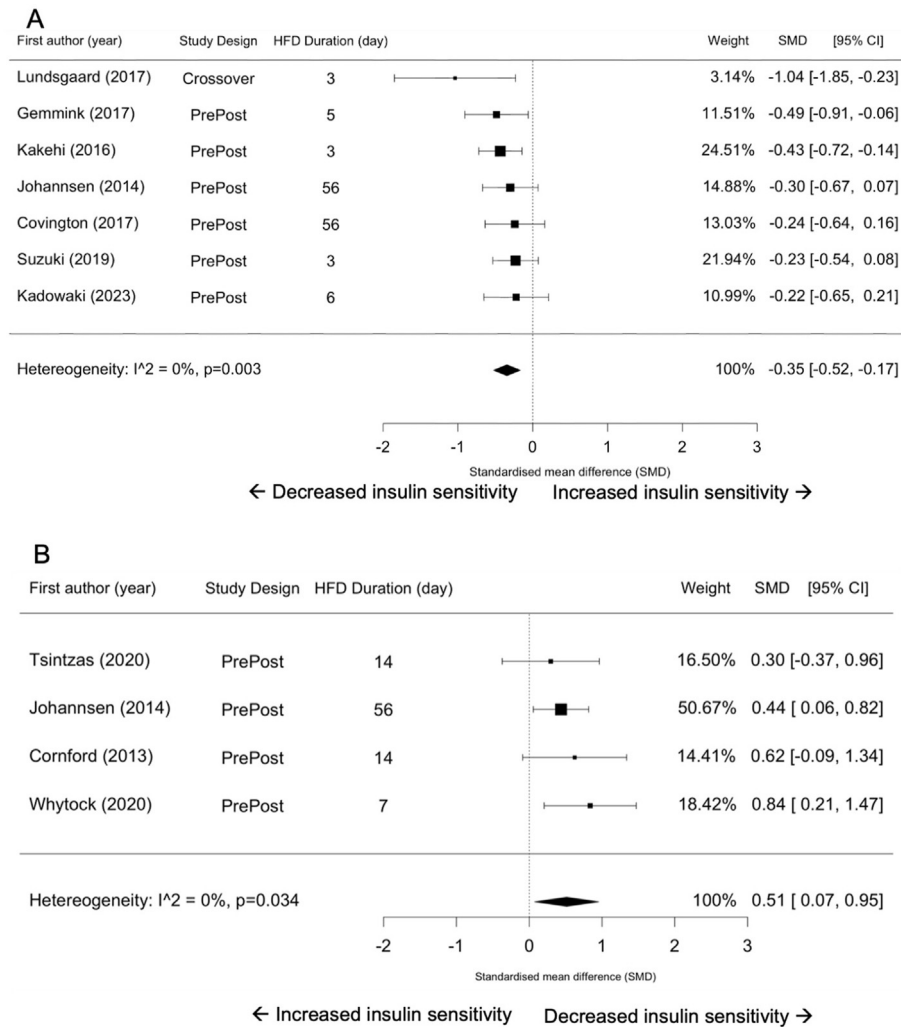 A
First author (year) Study Design HFD Duration (day) Weight SMD [95% CI]
Lundsgaard (2017) Crossover 3 3.14% -1.04 [-1.85, -0.23]
Gemmink (2017) PrePost 5 11.51% -0.49 [-0.91, -0.06]
Kakehi (2016) PrePost 3 24.51% -0.43 [-0.72, -0.14]
Johannsen (2014) PrePost 56 14.88% -0.30 [-0.67, 0.07]
Covington (2017) PrePost 56 13.03% -0.24 [-0.64, 0.16]
Suzuki (2019) PrePost 3 21.94% -0.23 [-0.54, 0.08]
Kadowaki (2023) PrePost 6 10.99% -0.22 [-0.65, 0.21]
Hetereogeneity: I^2 = 0%, p=0.003 100% -0.35 [-0.52, -0.17]
-2 -1 0 1 2 3
Standardised mean difference (SMD)
← Decreased insulin sensitivity Increased insulin sensitivity →
B
First author (year) Study Design HFD Duration (day) Weight SMD [95% CI]
Tsintzas (2020) PrePost 14 16.50% 0.30 [-0.37, 0.96]
Johannsen (2014) PrePost 56 50.67% 0.44 [ 0.06, 0.82]
Cornford (2013) PrePost 14 14.41% 0.62 [-0.09, 1.34]
Whytock (2020) PrePost 7 18.42% 0.84 [ 0.21, 1.47]
Heterogeneity: I^2 = 0%, p=0.034 100% 0.51 [ 0.07, 0.95]
-2 -1 0 1 2 3
Standardised mean difference (SMD)
← Increased insulin sensitivity Decreased insulin sensitivity →